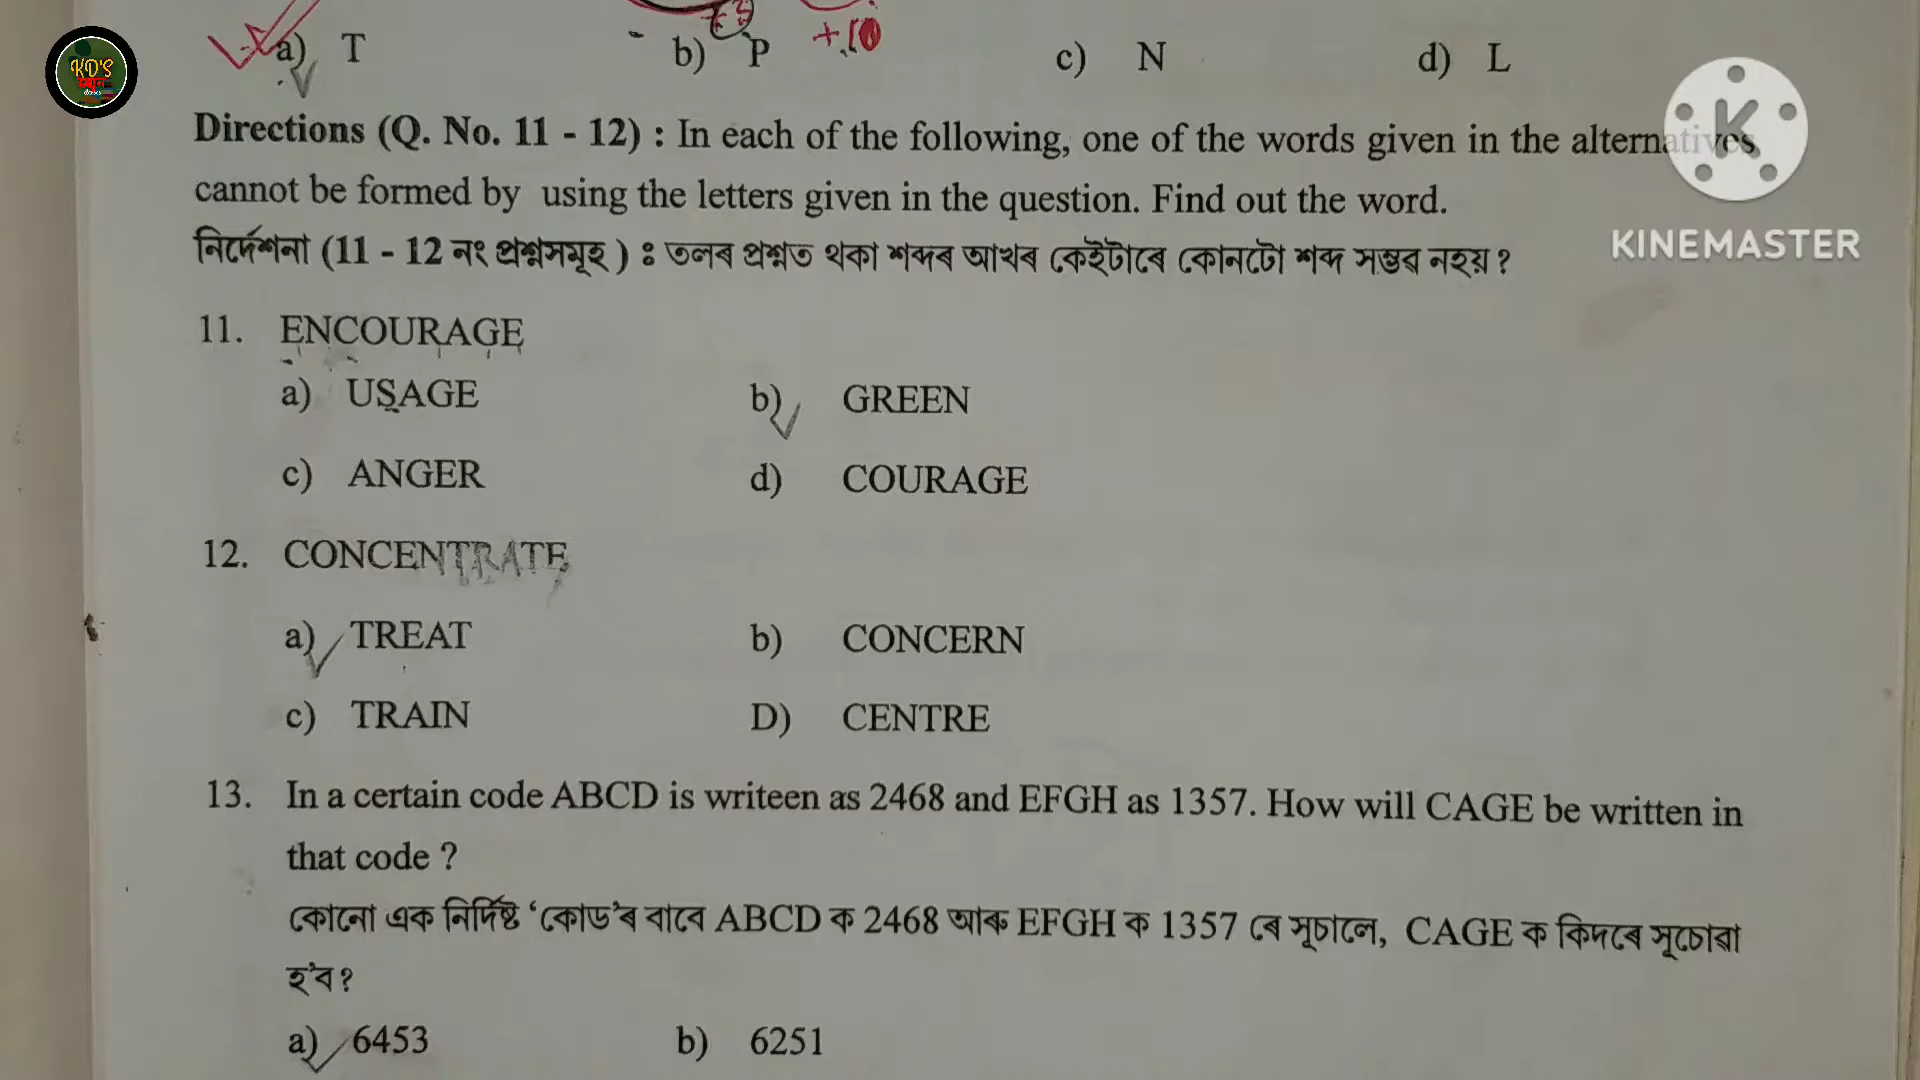 a) T b) P +10 c) N d) L
KD'S
Directions (Q. No. 11 - 12) : In each of the following, one of the words given in the alternatives
cannot be formed by using the letters given in the question. Find out the word.
KINEMASTER
নিৰ্দেশনা (11 - 12 নং প্ৰশ্নসমূহ ) : তলৰ প্ৰশ্নত থকা শব্দৰ আখৰ কেইটাৰে কোনটো শব্দ সম্ভৱ নহয় ?
11. ENCOURAGE
a) USAGE b) GREEN
c) ANGER d) COURAGE
12. CONCENTRATE
a) TREAT b) CONCERN
c) TRAIN D) CENTRE
13. In a certain code ABCD is writeen as 2468 and EFGH as 1357. How will CAGE be written in
that code ?
কোনো এক নিৰ্দিষ্ট ‘কোড’ৰ বাবে ABCD ক 2468 আৰু EFGH ক 1357 ৰে সূচালে, CAGE ক কিদৰে সূচোৱা
হ’ব ?
a) 6453 b) 6251